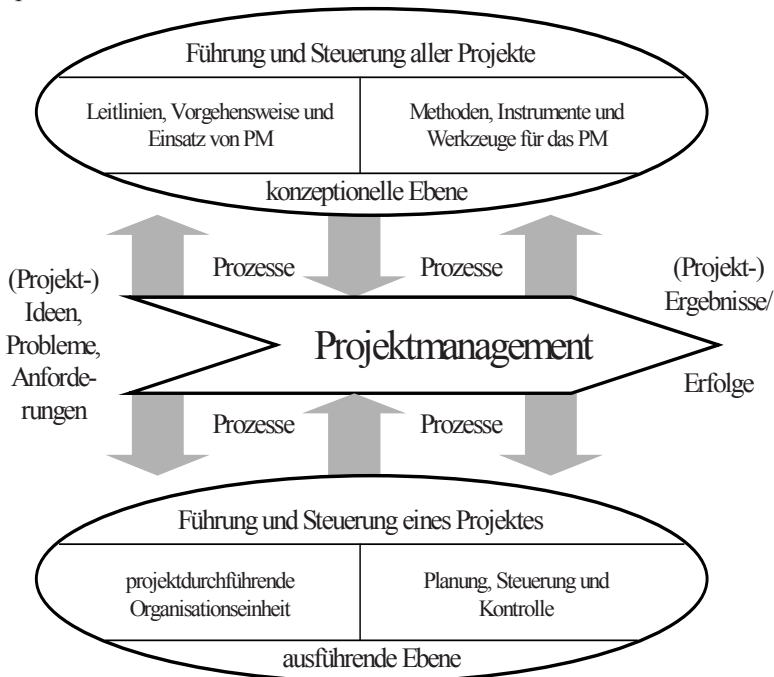 Führung und Steuerung aller Projekte
Leitlinien, Vorgehensweise und
Einsatz von PM
Methoden, Instrumente und
Werkzeuge für das PM
konzeptionelle Ebene
Prozesse
Prozesse
(Projekt-)
Ideen,
Probleme,
Anforde-
rungen
Projektmanagement
(Projekt-)
Ergebnisse/
Erfolge
Prozesse
Prozesse
Führung und Steuerung eines Projektes
projektdurchführende
Organisationseinheit
Planung, Steuerung und
Kontrolle
ausführende Ebene